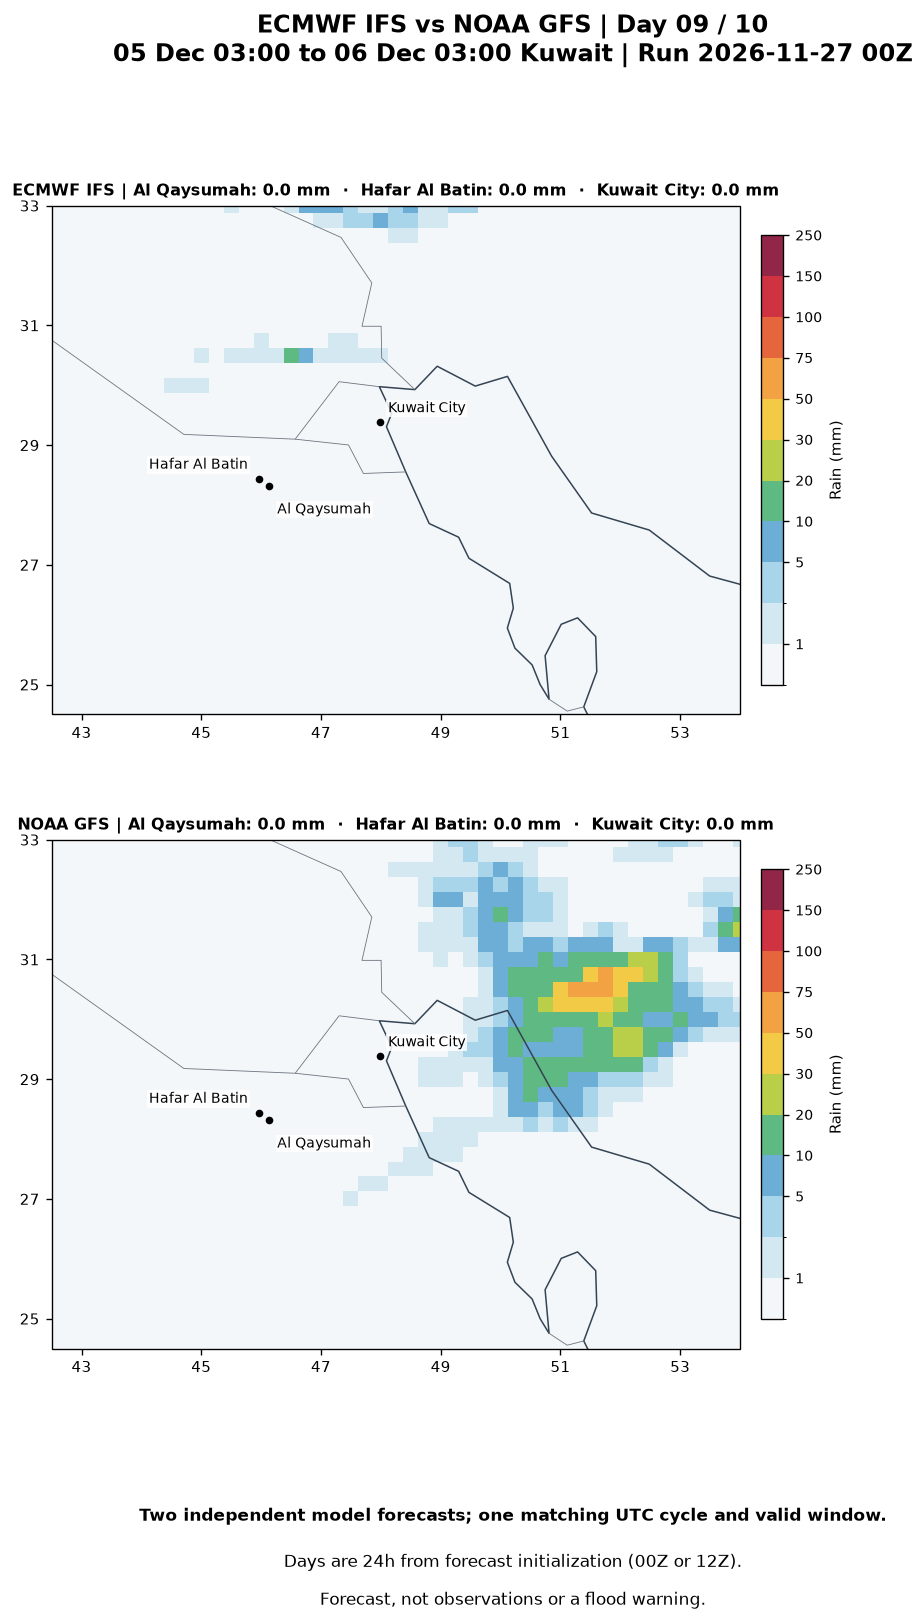 ECMWF IFS vs NOAA GFS | Day 09 / 10
05 Dec 03:00 to 06 Dec 03:00 Kuwait | Run 2026-11-27 00Z
ECMWF IFS | Al Qaysumah: 0.0 mm · Hafar Al Batin: 0.0 mm · Kuwait City: 0.0 mm
33
31
29
27
25
43 45 47 49 51 53
Kuwait City
Hafar Al Batin
Al Qaysumah
250
150
100
75
50
30
20
10
5
1
Rain (mm)
NOAA GFS | Al Qaysumah: 0.0 mm · Hafar Al Batin: 0.0 mm · Kuwait City: 0.0 mm
33
31
29
27
25
43 45 47 49 51 53
Kuwait City
Hafar Al Batin
Al Qaysumah
250
150
100
75
50
30
20
10
5
1
Rain (mm)
Two independent model forecasts; one matching UTC cycle and valid window.
Days are 24h from forecast initialization (00Z or 12Z).
Forecast, not observations or a flood warning.